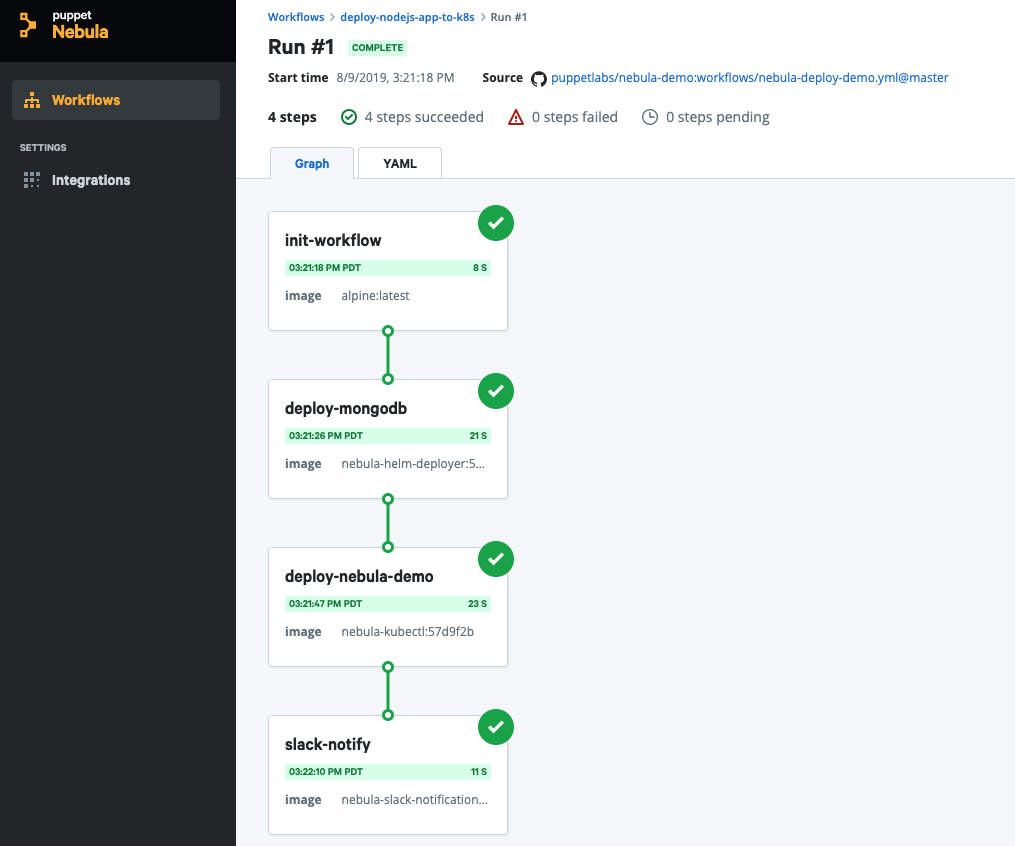 puppet
Nebula
Workflows
SETTINGS
Integrations
Workflows > deploy-nodejs-app-to-k8s > Run #1
Run #1 COMPLETE
Start time 8/9/2019, 3:21:18 PM Source puppetlabs/nebula-demo:workflows/nebula-deploy-demo.yml@master
4 steps 4 steps succeeded 0 steps failed 0 steps pending
Graph YAML
init-workflow
03:21:18 PM PDT 8 S
image alpine:latest
deploy-mongodb
03:21:26 PM PDT 21 S
image nebula-helm-deployer:5...
deploy-nebula-demo
03:21:47 PM PDT 23 S
image nebula-kubectl:57d9f2b
slack-notify
03:22:10 PM PDT 11 S
image nebula-slack-notification...